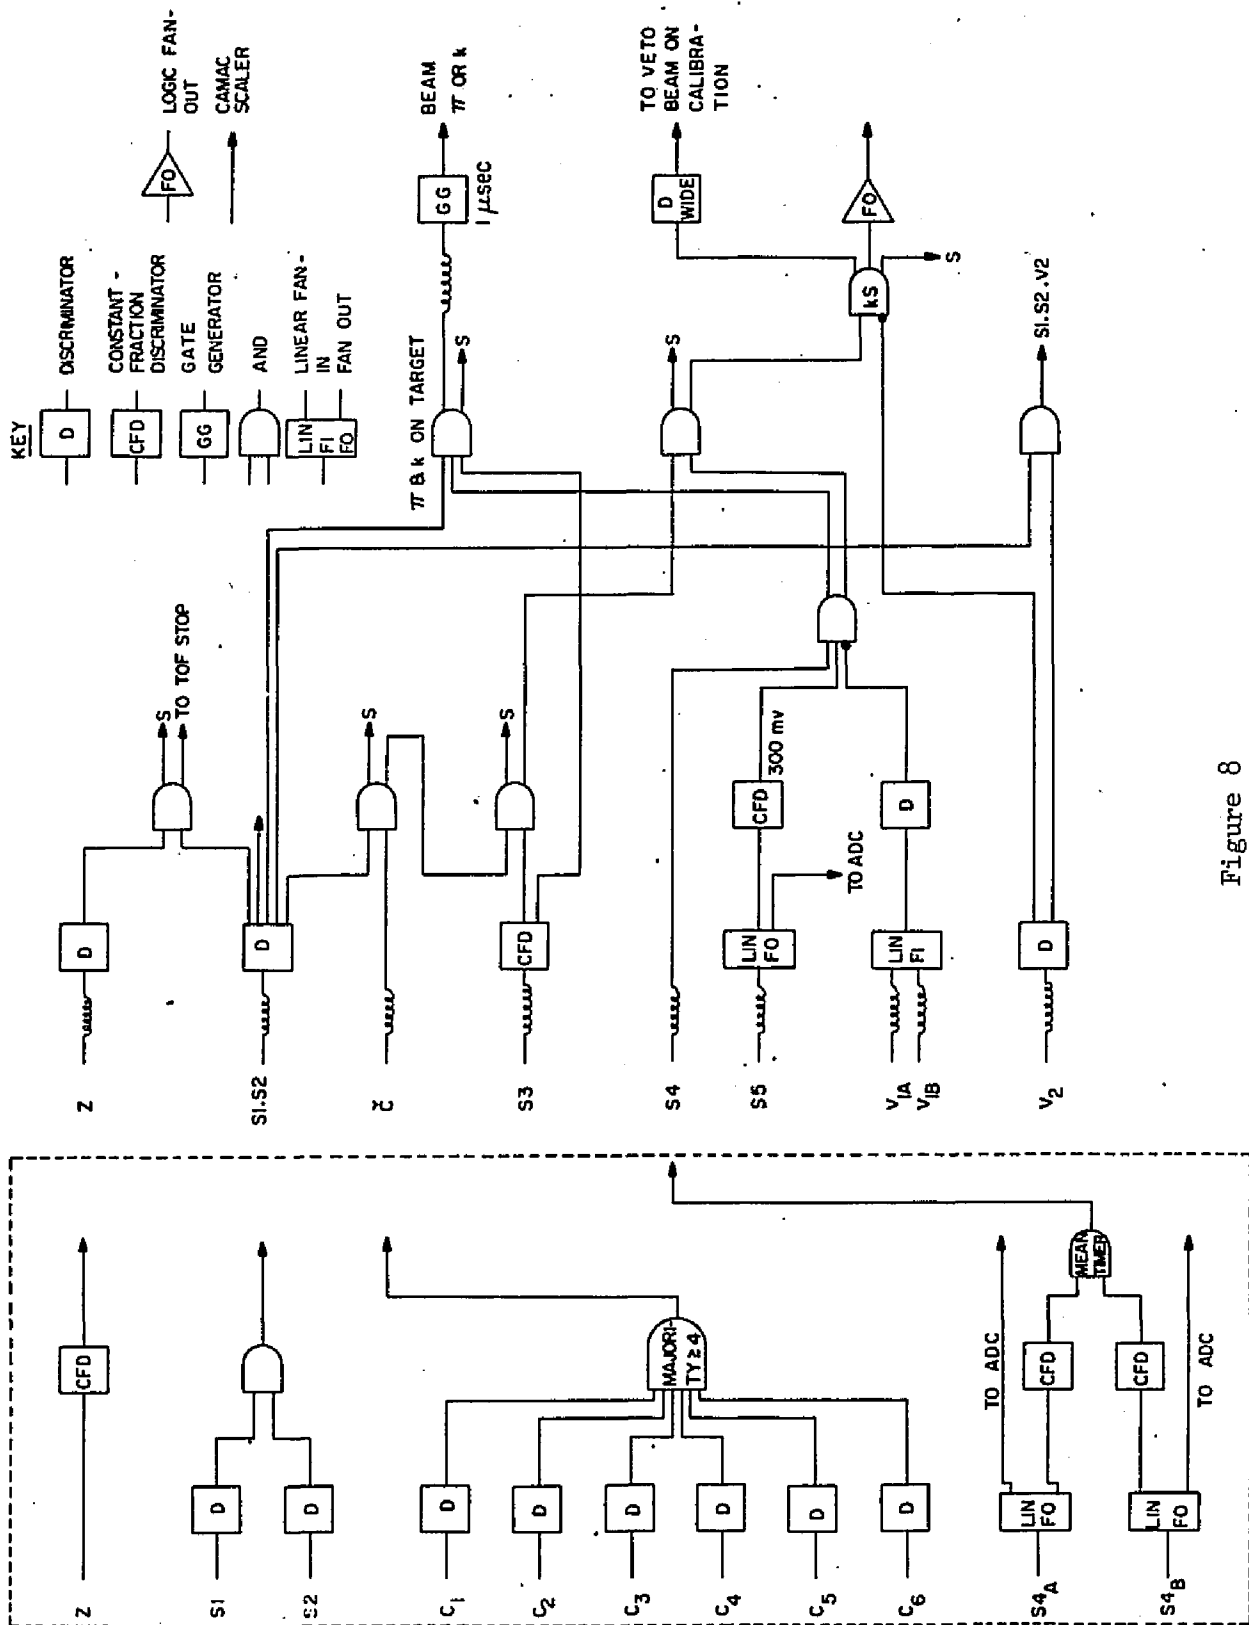 KEY
D
DISCRIMINATOR
CFD
CONSTANT -
FRACTION
DISCRIMINATOR
GG
GATE
GENERATOR
AND
LIN
FI
FO
LINEAR FAN-
IN
FAN OUT
FO
LOGIC FAN-
OUT
CAMAC
SCALER
Z
CFD
S1
D
S2
D
C1
D
C2
D
C3
D
C4
D
C5
D
C6
D
MAJORI-
TY ≥ 4
S4A
LIN
FO
TO ADC
CFD
S4B
LIN
FO
CFD
TO ADC
MEAN
TIMER
Z
D
S
TO TOF STOP
S1.S2
D
Č
S
S3
CFD
S
S4
S5
LIN
FO
CFD
300 mv
TO ADC
V1A
V1B
LIN
FI
D
V2
D
π & k ON TARGET
S
GG
1 μsec
BEAM
π OR k
S
kS
S
D
WIDE
TO VETO
BEAM ON
CALIBRA-
TION
FO
S1.S2.V2
Figure 8